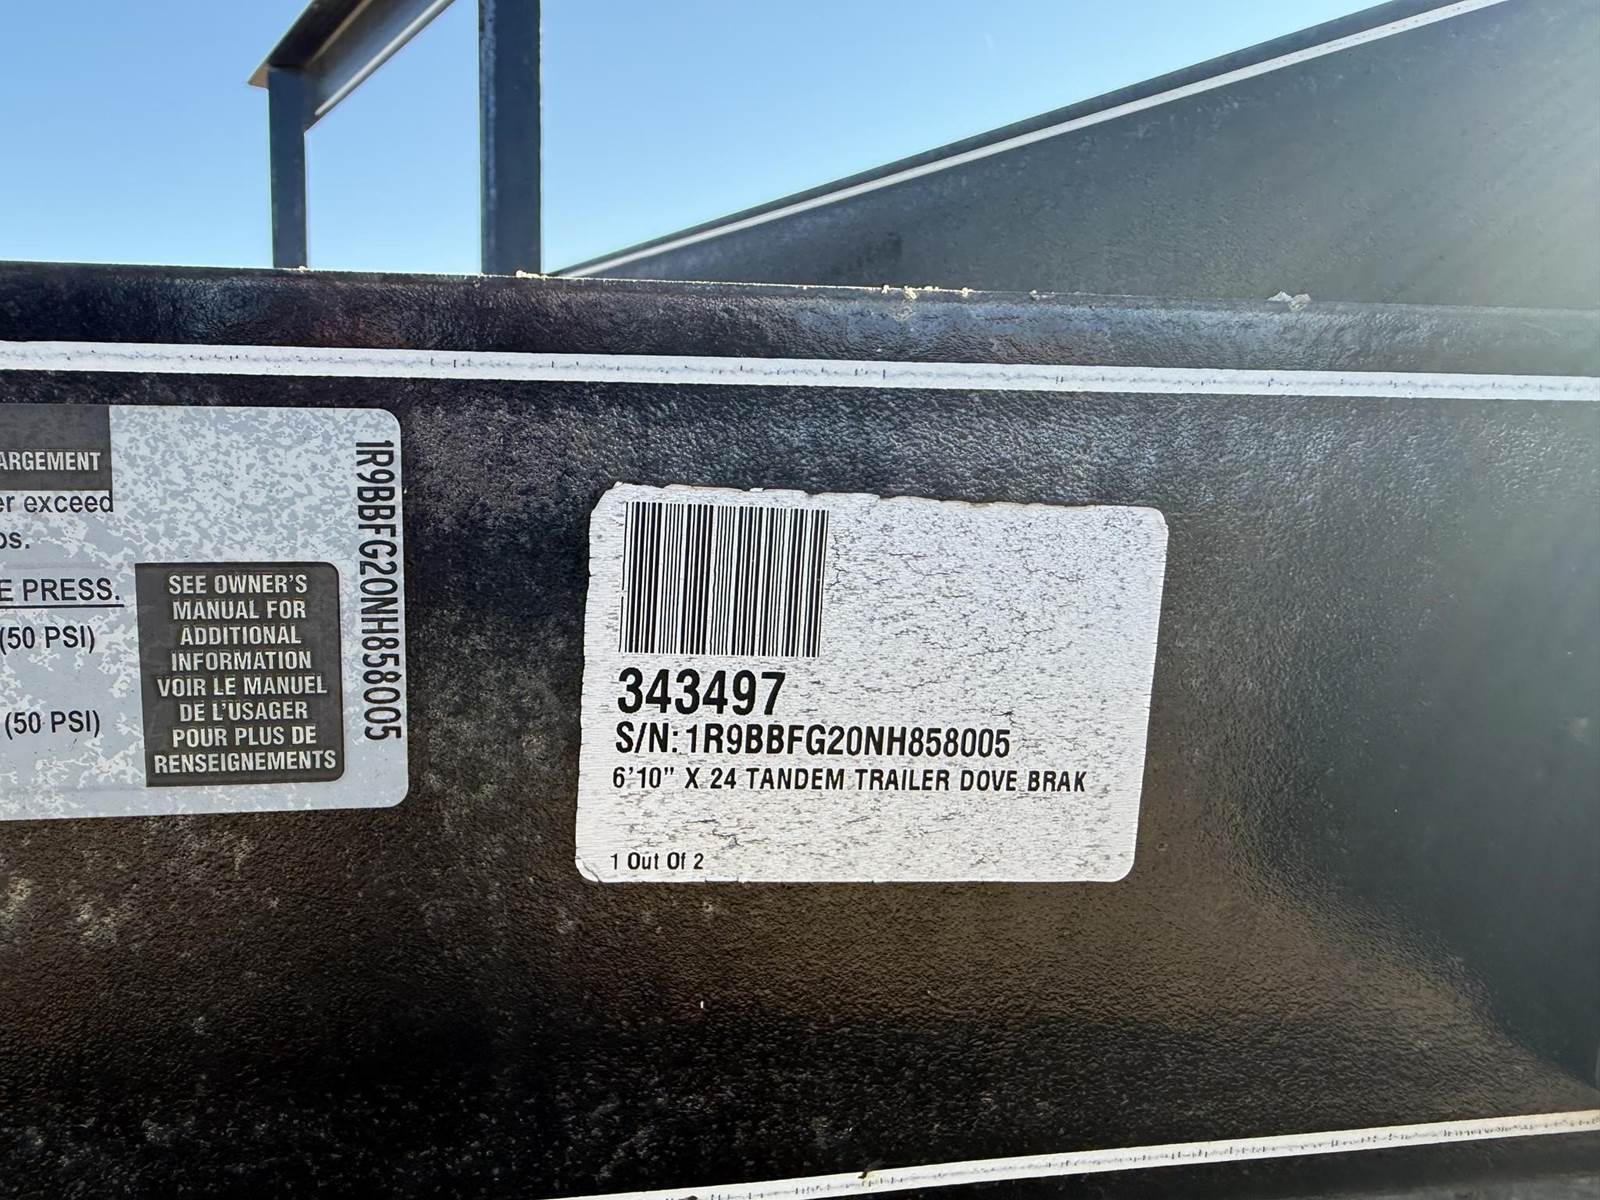 ARGEMENT
er exceed
os.
E PRESS.
(50 PSI)
(50 PSI)
SEE OWNER'S
MANUAL FOR
ADDITIONAL
INFORMATION
VOIR LE MANUEL
DE L'USAGER
POUR PLUS DE
RENSEIGNEMENTS
1R9BBFG20NH858005
343497
S/N: 1R9BBFG20NH858005
6'10" X 24 TANDEM TRAILER DOVE BRAK
1 Out Of 2